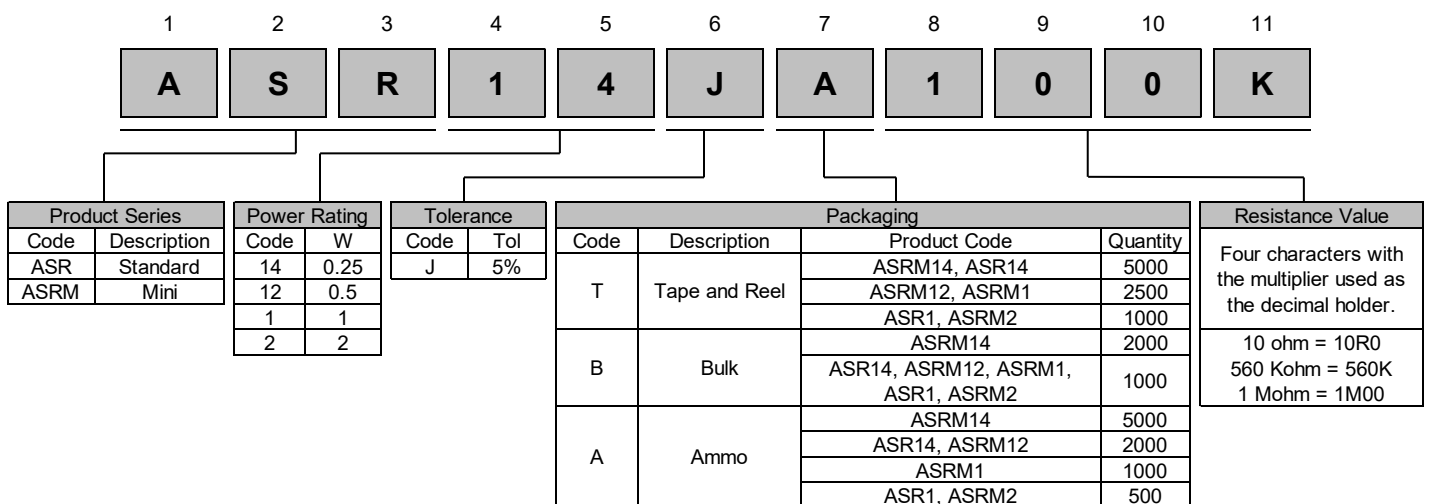 1 2 3 4 5 6 7 8 9 10 11
A S R 1 4 J A 1 0 0 K
Product Series
Code Description
ASR Standard
ASRM Mini
Power Rating
Code W
14 0.25
12 0.5
1 1
2 2
Tolerance
Code Tol
J 5%
Packaging
Code Description Product Code Quantity
T Tape and Reel
ASRM14, ASR14 5000
ASRM12, ASRM1 2500
ASR1, ASRM2 1000
B Bulk
ASRM14 2000
ASR14, ASRM12, ASRM1,
ASR1, ASRM2 1000
A Ammo
ASRM14 5000
ASR14, ASRM12 2000
ASRM1 1000
ASR1, ASRM2 500
Resistance Value
Four characters with
the multiplier used as
the decimal holder.
10 ohm = 10R0
560 Kohm = 560K
1 Mohm = 1M00